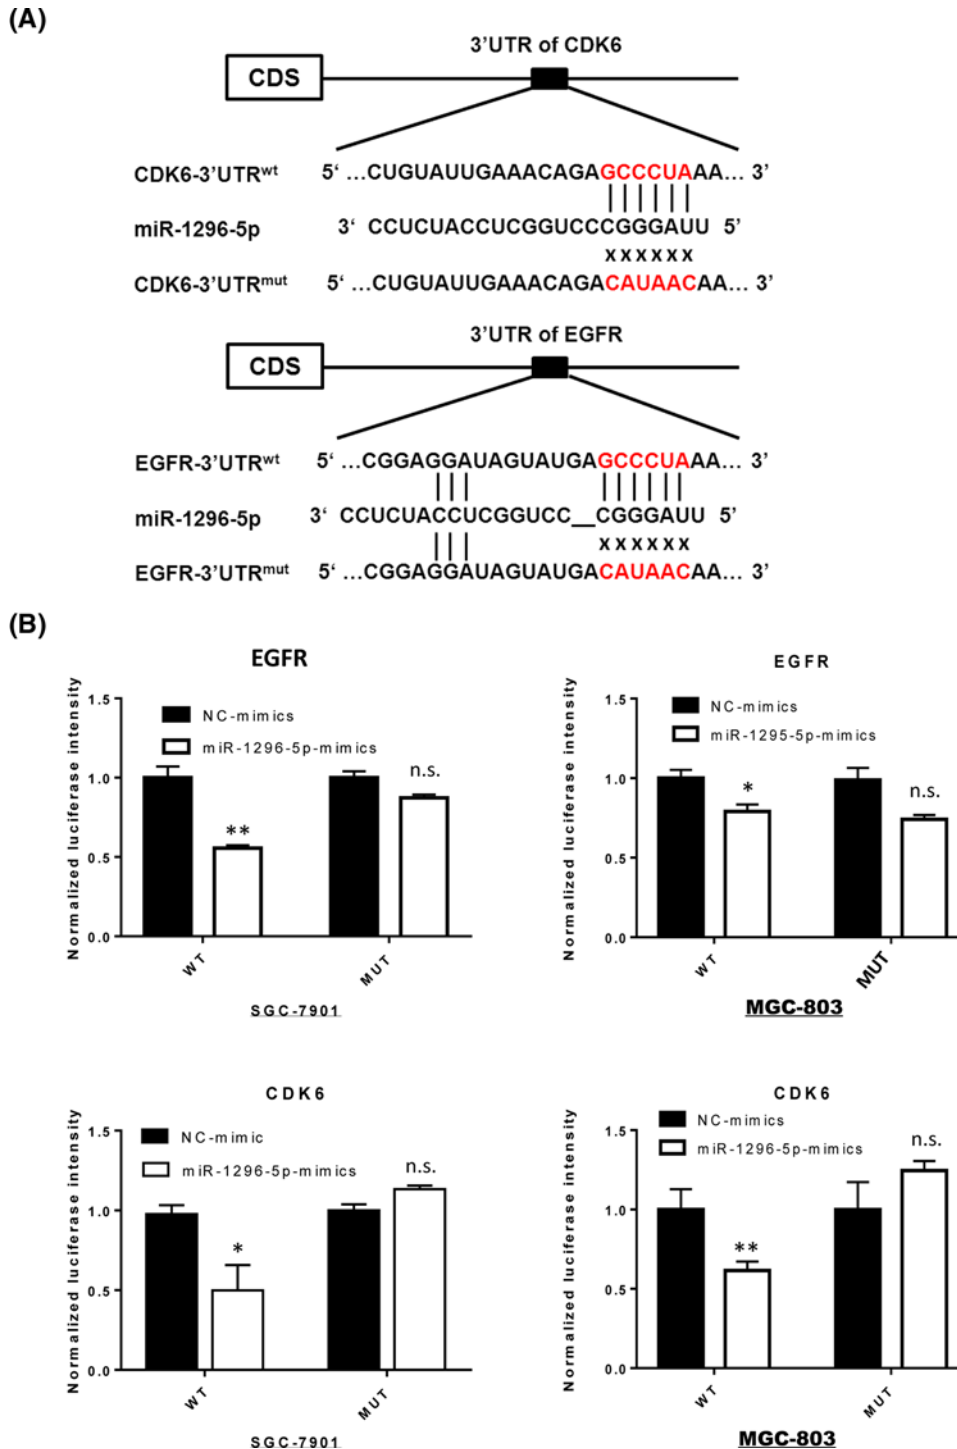 (A)
3'UTR of CDK6
CDS
CDK6-3'UTRwt 5‘ ...CUGUAUUGAAACAGAGCCCUAAA... 3’
miR-1296-5p 3‘ CCUCUACCUCGGUCCCGGGAUU 5’
xxxxxx
CDK6-3'UTRmut 5‘ ...CUGUAUUGAAACAGACAUAACAA... 3’
3'UTR of EGFR
CDS
EGFR-3'UTRwt 5‘ ...CGGAGGAUAGUAUGAGCCCUAAA... 3’
miR-1296-5p 3‘ CCUCUACCUCGGUCC__CGGGAUU 5’
xxxxxx
EGFR-3'UTRmut 5‘ ...CGGAGGAUAGUAUGACAUAACAA... 3’
(B)
EGFR
Normalized luciferase intensity
1.5
1.0
0.5
0.0
NC-mimics
miR-1296-5p-mimics
**
n.s.
WT
MUT
SGC-7901
EGFR
Normalized luciferase intensity
1.5
1.0
0.5
0.0
NC-mimics
miR-1295-5p-mimics
*
n.s.
WT
MUT
MGC-803
CDK6
Normalized luciferase intensity
1.5
1.0
0.5
0.0
NC-mimic
miR-1296-5p-mimics
*
n.s.
WT
MUT
SGC-7901
CDK6
Normalized luciferase intensity
1.5
1.0
0.5
0.0
NC-mimics
miR-1296-5p-mimics
**
n.s.
WT
MUT
MGC-803